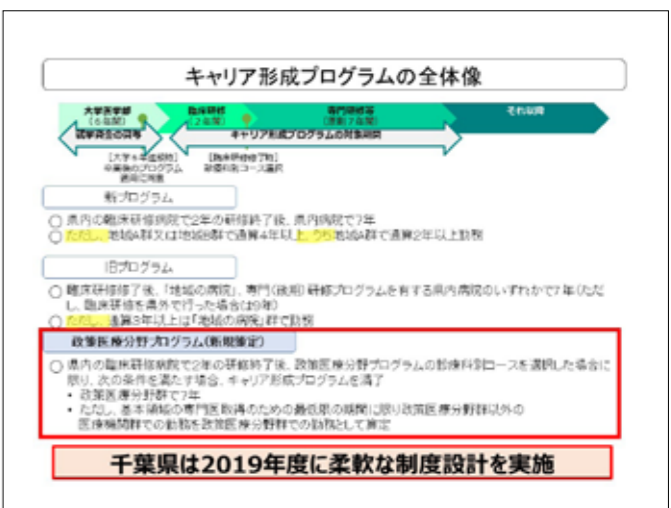 キャリア形成プログラムの全体像
大学医学部
（6年間）
臨床研修
（2年間）
専門研修等
（原則7年間）
それ以降
修学資金の貸与
キャリア形成プログラムの対象期間
新プログラム
○ 県内の臨床研修病院で2年の研修終了後、県内病院で7年
○ ただし、地域A群又は地域B群で通算4年以上、うち地域A群で通算2年以上勤務
旧プログラム
○ 臨床研修修了後、「地域の病院」、専門（後期）研修プログラムを有する県内病院のいずれかで7年（ただ
し、臨床研修を県外で行った場合は9年）
○ ただし、通算3年以上は「地域の病院」群で勤務
政策医療分野プログラム（新規策定）
○ 県内の臨床研修病院で2年の研修終了後、政策医療分野プログラムの診療科別コースを選択した場合に
限り、次の条件を満たす場合、キャリア形成プログラムを満了
• 政策医療分野群で7年
• ただし、基本領域の専門医取得のための最低限の期間に限り政策医療分野群以外の
医療機関群での勤務を政策医療分野群での勤務として算定
千葉県は2019年度に柔軟な制度設計を実施